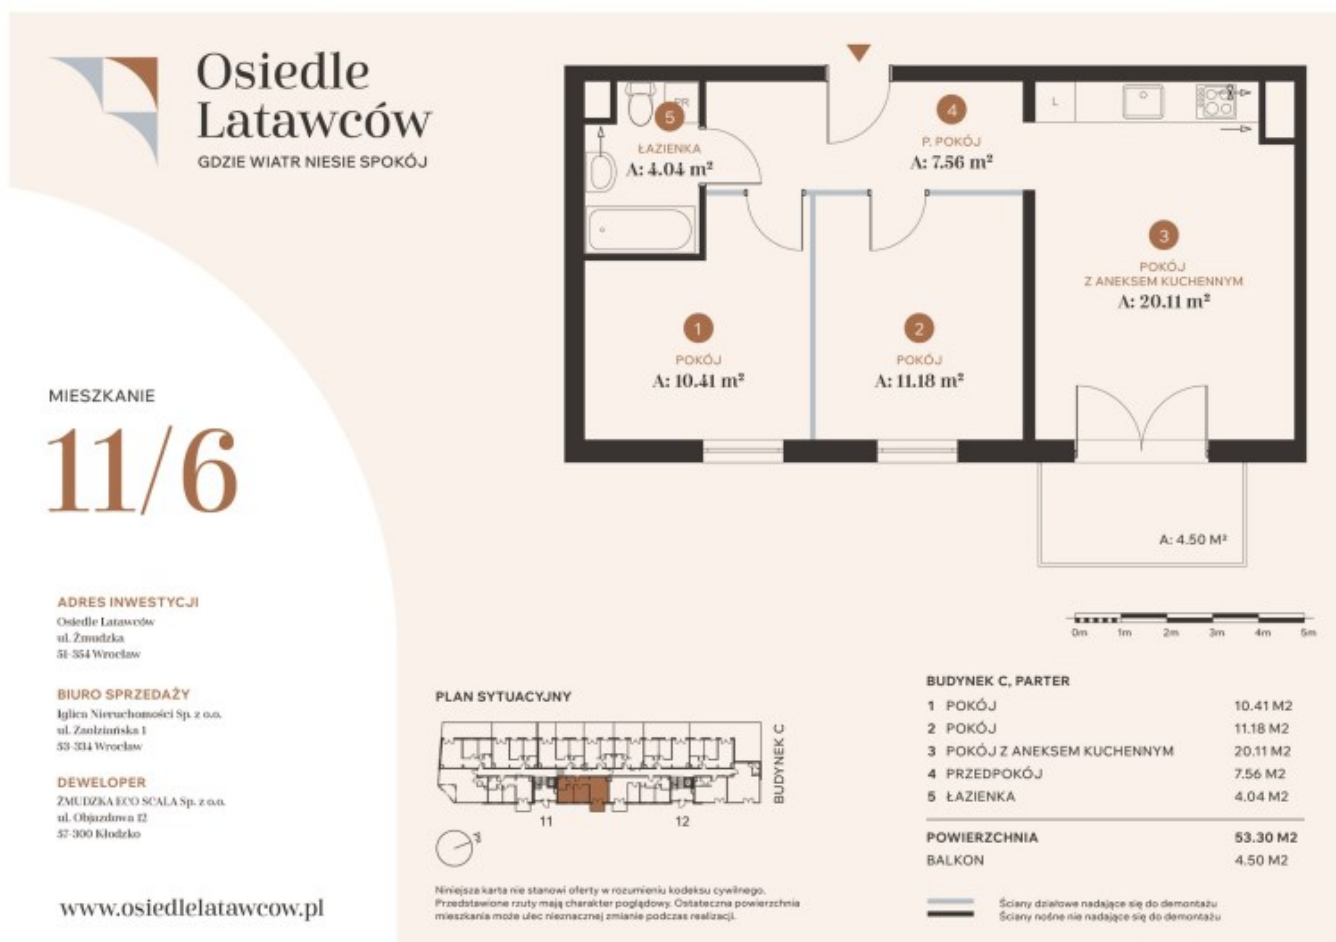 Osiedle
Latawców
GDZIE WIATR NIESIE SPOKÓJ
MIESZKANIE
11/6
ADRES INWESTYCJI
Osiedle Latawców
ul. Żmudzka
51-354 Wrocław
BIURO SPRZEDAŻY
Iglica Nieruchomości Sp. z o.o.
ul. Zaolziańska 1
53-334 Wrocław
DEWELOPER
ŻMUDZKA ECO SCALA Sp. z o.o.
ul. Objazdowa 12
57-300 Kłodzko
www.osiedlelatawcow.pl
PR
5
ŁAZIENKA
A: 4.04 m²
4
P. POKÓJ
A: 7.56 m²
L
3
POKÓJ
Z ANEKSEM KUCHENNYM
A: 20.11 m²
1
POKÓJ
A: 10.41 m²
2
POKÓJ
A: 11.18 m²
A: 4.50 M²
0m 1m 2m 3m 4m 5m
PLAN SYTUACYJNY
BUDYNEK C
11 12
Niniejsza karta nie stanowi oferty w rozumieniu kodeksu cywilnego.
Przedstawione rzuty mają charakter poglądowy. Ostateczna powierzchnia
mieszkania może ulec nieznacznej zmianie podczas realizacji.
BUDYNEK C, PARTER
1 POKÓJ 10.41 M2
2 POKÓJ 11.18 M2
3 POKÓJ Z ANEKSEM KUCHENNYM 20.11 M2
4 PRZEDPOKÓJ 7.56 M2
5 ŁAZIENKA 4.04 M2
POWIERZCHNIA 53.30 M2
BALKON 4.50 M2
Ściany działowe nadające się do demontażu
Ściany nośne nie nadające się do demontażu